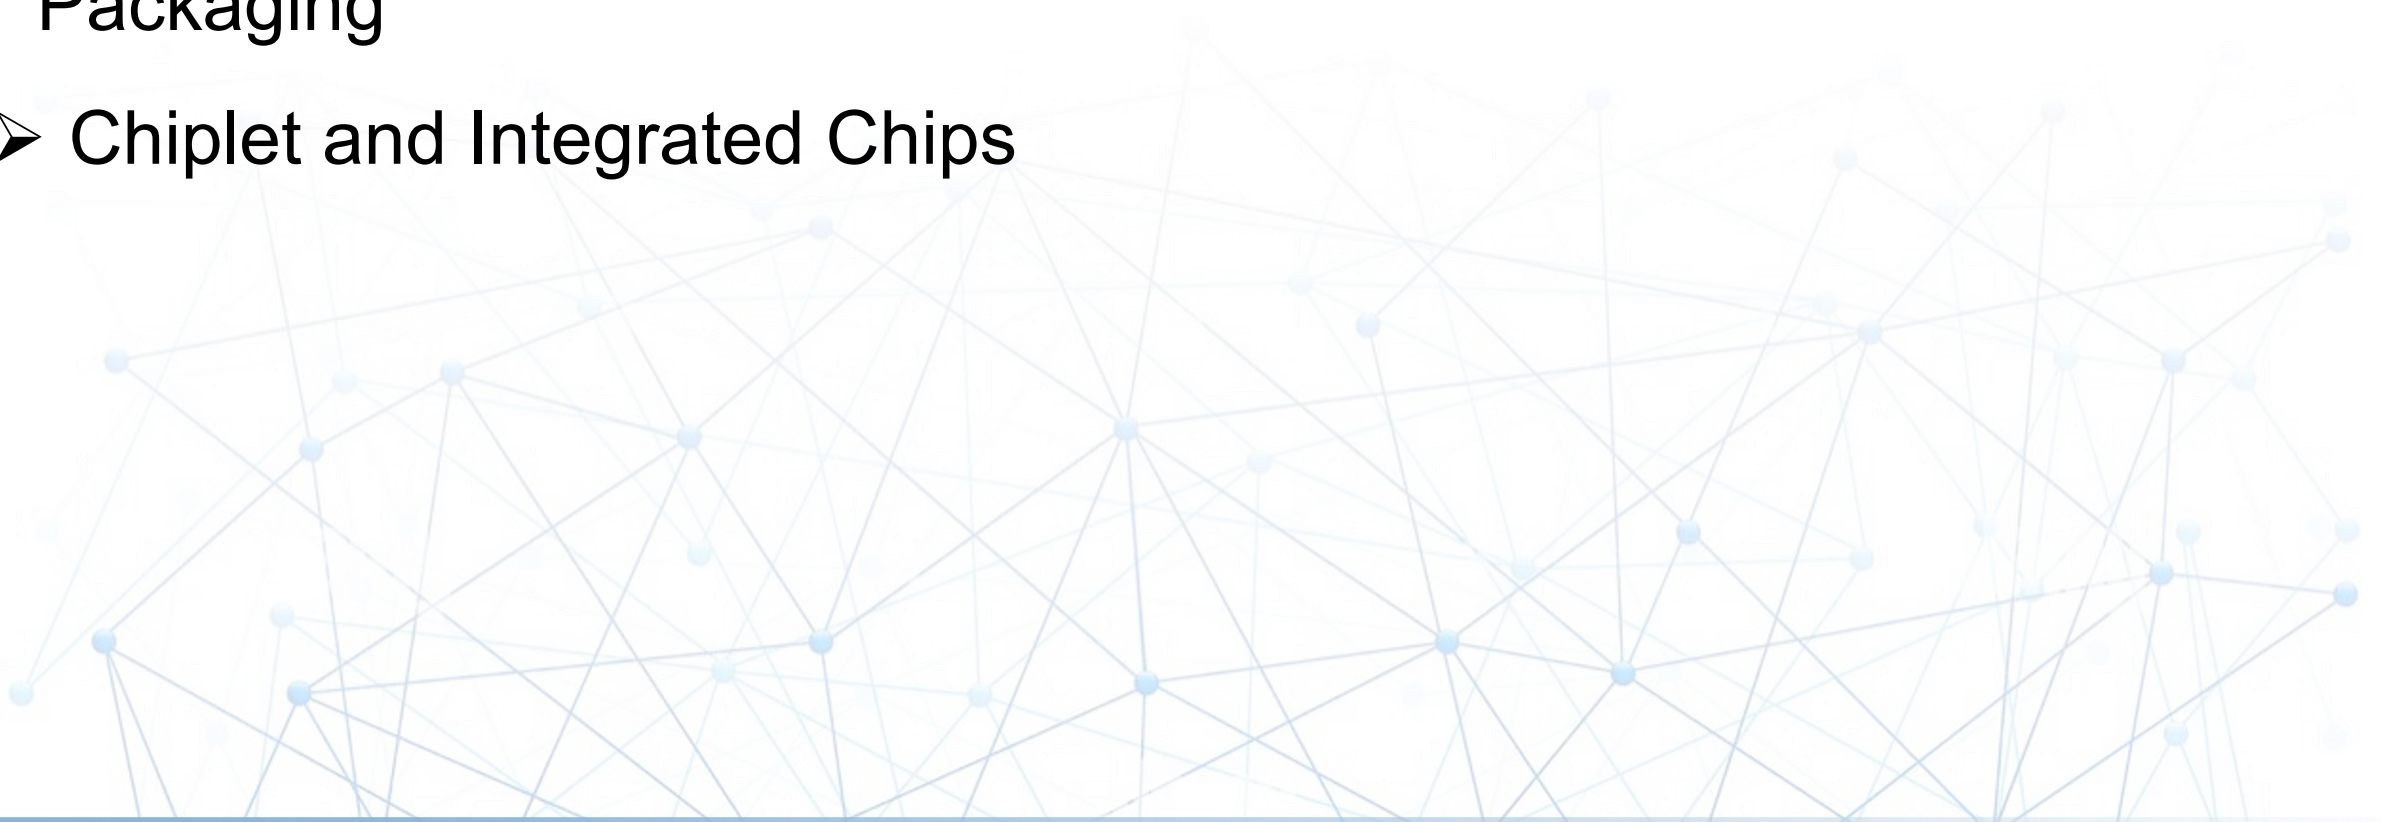 Packaging
➢ Chiplet and Integrated Chips